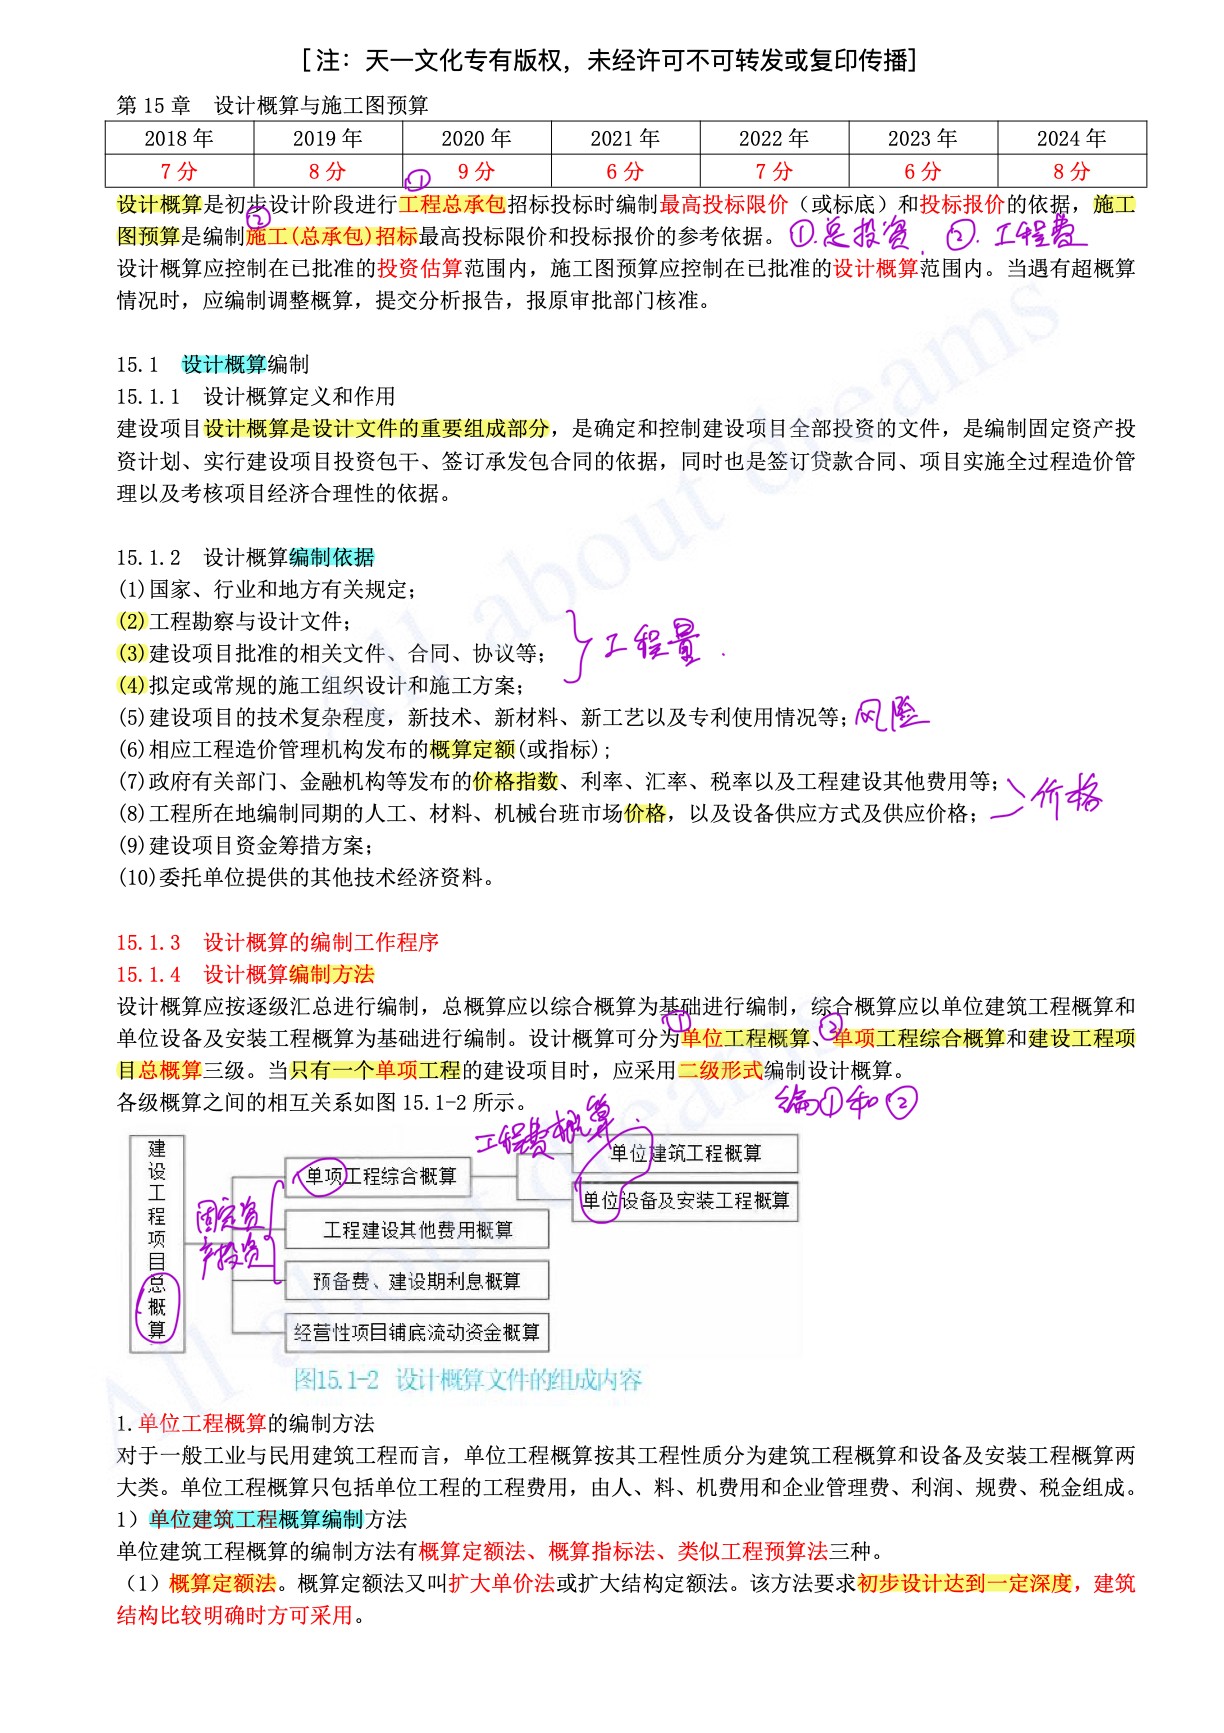 [注：天一文化专有版权，未经许可不可转发或复印传播]
第 15 章　设计概算与施工图预算
2018 年 2019 年 2020 年 2021 年 2022 年 2023 年 2024 年
7 分 8 分 9 分 6 分 7 分 6 分 8 分
①
设计概算是初步设计阶段进行工程总承包招标投标时编制最高投标限价（或标底）和投标报价的依据，施工
②
图预算是编制施工(总承包)招标最高投标限价和投标报价的参考依据。①.总投资 ②.工程费
设计概算应控制在已批准的投资估算范围内，施工图预算应控制在已批准的设计概算范围内。当遇有超概算
情况时，应编制调整概算，提交分析报告，报原审批部门核准。
15.1　设计概算编制
15.1.1　设计概算定义和作用
建设项目设计概算是设计文件的重要组成部分，是确定和控制建设项目全部投资的文件，是编制固定资产投
资计划、实行建设项目投资包干、签订承发包合同的依据，同时也是签订贷款合同、项目实施全过程造价管
理以及考核项目经济合理性的依据。
15.1.2　设计概算编制依据
(1)国家、行业和地方有关规定；
(2)工程勘察与设计文件；
(3)建设项目批准的相关文件、合同、协议等；
工程量.
(4)拟定或常规的施工组织设计和施工方案；
(5)建设项目的技术复杂程度，新技术、新材料、新工艺以及专利使用情况等；风险
(6)相应工程造价管理机构发布的概算定额(或指标)；
(7)政府有关部门、金融机构等发布的价格指数、利率、汇率、税率以及工程建设其他费用等；
价格
(8)工程所在地编制同期的人工、材料、机械台班市场价格，以及设备供应方式及供应价格；
(9)建设项目资金筹措方案；
(10)委托单位提供的其他技术经济资料。
15.1.3　设计概算的编制工作程序
15.1.4　设计概算编制方法
设计概算应按逐级汇总进行编制，总概算应以综合概算为基础进行编制，综合概算应以单位建筑工程概算和
① ②
单位设备及安装工程概算为基础进行编制。设计概算可分为单位工程概算、单项工程综合概算和建设工程项
目总概算三级。当只有一个单项工程的建设项目时，应采用二级形式编制设计概算。
各级概算之间的相互关系如图 15.1-2 所示。
编①和②
工程费概算.
建设工程项目总概算
固定资
产投资
单项工程综合概算
单位建筑工程概算
单位设备及安装工程概算
工程建设其他费用概算
预备费、建设期利息概算
经营性项目铺底流动资金概算
图15.1-2 设计概算文件的组成内容
1.单位工程概算的编制方法
对于一般工业与民用建筑工程而言，单位工程概算按其工程性质分为建筑工程概算和设备及安装工程概算两
大类。单位工程概算只包括单位工程的工程费用，由人、料、机费用和企业管理费、利润、规费、税金组成。
1）单位建筑工程概算编制方法
单位建筑工程概算的编制方法有概算定额法、概算指标法、类似工程预算法三种。
（1）概算定额法。概算定额法又叫扩大单价法或扩大结构定额法。该方法要求初步设计达到一定深度，建筑
结构比较明确时方可采用。
All about dreams
All about dreams